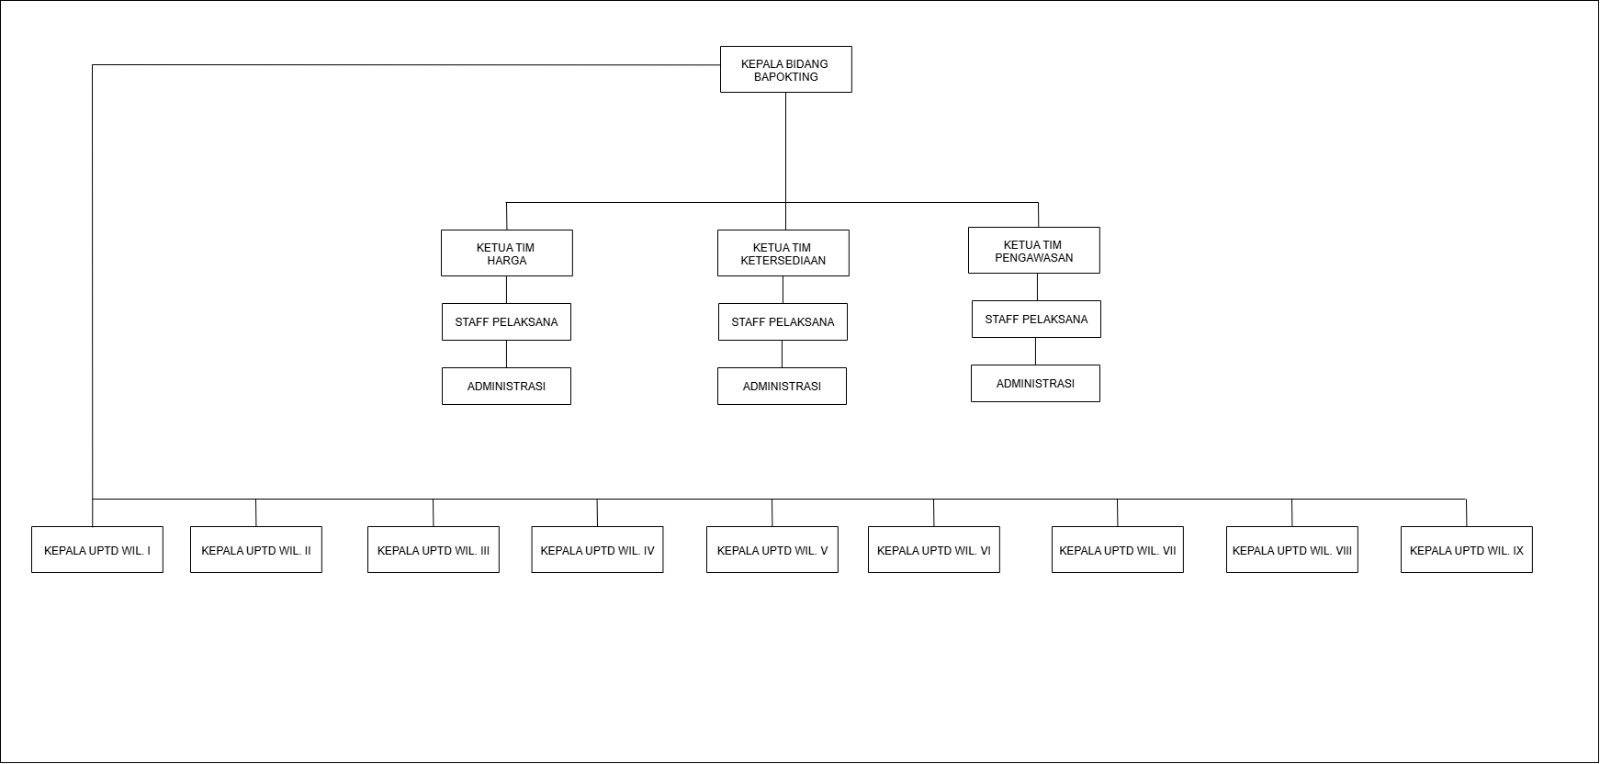 KEPALA BIDANG
BAPOKTING
KETUA TIM
HARGA
KETUA TIM
KETERSEDIAAN
KETUA TIM
PENGAWASAN
STAFF PELAKSANA
STAFF PELAKSANA
STAFF PELAKSANA
ADMINISTRASI
ADMINISTRASI
ADMINISTRASI
KEPALA UPTD WIL. I
KEPALA UPTD WIL. II
KEPALA UPTD WIL. III
KEPALA UPTD WIL. IV
KEPALA UPTD WIL. V
KEPALA UPTD WIL. VI
KEPALA UPTD WIL. VII
KEPALA UPTD WIL. VIII
KEPALA UPTD WIL. IX